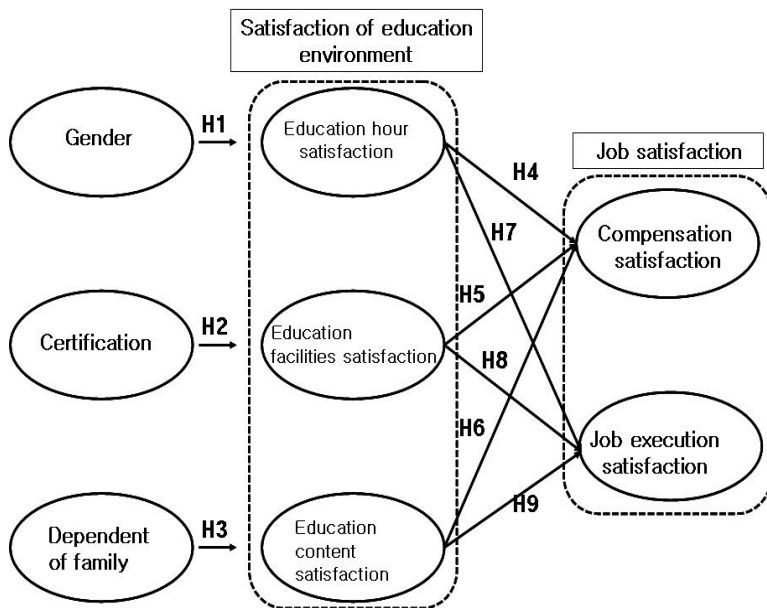 Satisfaction of education
environment
Gender
H1
Education hour
satisfaction
H4
Job satisfaction
H7
Compensation
satisfaction
H5
Certification
H2
Education
facilities satisfaction
H8
H6
Job execution
satisfaction
H9
Dependent
of family
H3
Education
content
satisfaction